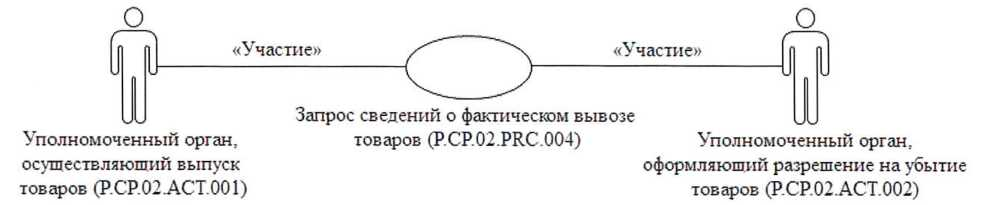 «Участие»
«Участие»
Запрос сведений о фактическом вывозе
товаров (P.CP.02.PRC.004)
Уполномоченный орган,
осуществляющий выпуск
товаров (P.CP.02.ACT.001)
Уполномоченный орган,
оформляющий разрешение на убытие
товаров (P.CP.02.ACT.002)